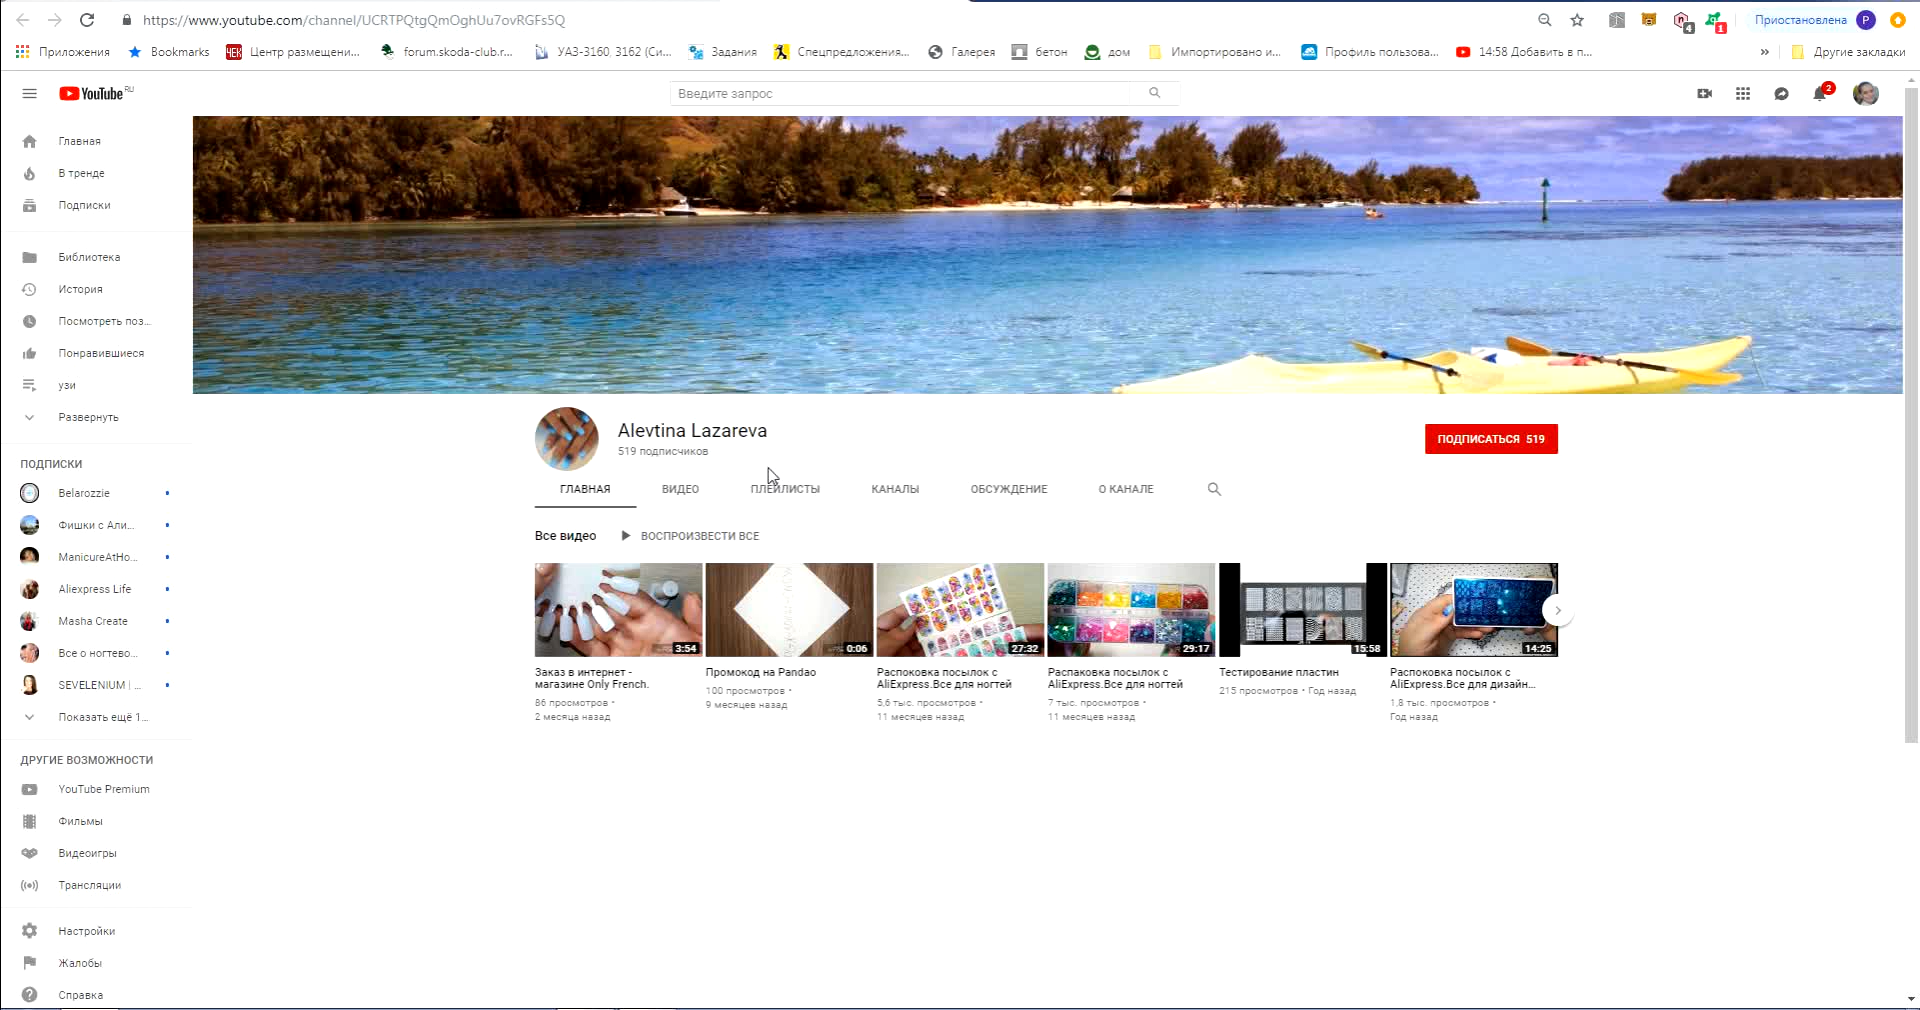 https://www.youtube.com/channel/UCRTPQtgQmOghUu7ovRGFs5Q
4
1
Приостановлена
P
Приложения
Bookmarks
ЧЕК
Центр размещени...
forum.skoda-club.r...
УАЗ-3160, 3162 (Си...
Задания
Спецпредложения...
Галерея
бетон
дом
Импортировано и...
Профиль пользова...
14:58 Добавить в п...
»
Другие закладки
YouTube RU
Введите запрос
2
Главная
В тренде
Подписки
Библиотека
История
Посмотреть поз...
Понравившиеся
узи
Развернуть
ПОДПИСКИ
Belarozzie
Фишки с Али...
ManicureAtHo...
Aliexpress Life
Masha Create
Все о ногтево...
SEVELENIUM | ...
Показать ещё 1...
ДРУГИЕ ВОЗМОЖНОСТИ
YouTube Premium
Фильмы
Видеоигры
Трансляции
Настройки
Жалобы
Справка
Alevtina Lazareva
519 подписчиков
ПОДПИСАТЬСЯ 519
ГЛАВНАЯ
ВИДЕО
ПЛЕЙЛИСТЫ
КАНАЛЫ
ОБСУЖДЕНИЕ
О КАНАЛЕ
Все видео
ВОСПРОИЗВЕСТИ ВСЕ
3:54
Заказ в интернет -
магазине Only French.
86 просмотров •
2 месяца назад
0:06
Промокод на Pandao
100 просмотров •
9 месяцев назад
27:32
Распоковка посылок с
AliExpress.Все для ногтей
5,6 тыс. просмотров •
11 месяцев назад
29:17
Распаковка посылок с
AliExpress.Все для ногтей
7 тыс. просмотров •
11 месяцев назад
15:58
Тестирование пластин
215 просмотров • Год назад
14:25
Распоковка посылок с
AliExpress.Все для дизайн...
1,8 тыс. просмотров •
Год назад